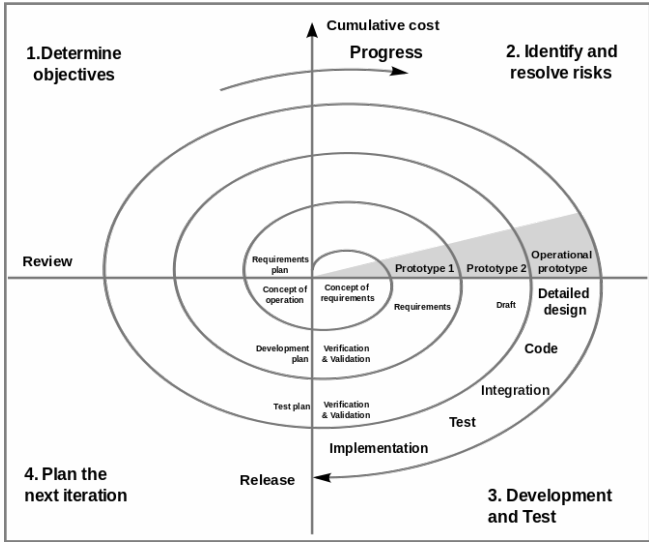 Cumulative cost
Progress
1.Determine
objectives
2. Identify and
resolve risks
Review
Requirements
plan
Prototype 1
Prototype 2
Operational
prototype
Concept of
operation
Concept of
requirements
Requirements
Draft
Detailed
design
Development
plan
Verification
& Validation
Code
Integration
Test plan
Verification
& Validation
Test
Implementation
4. Plan the
next iteration
Release
3. Development
and Test